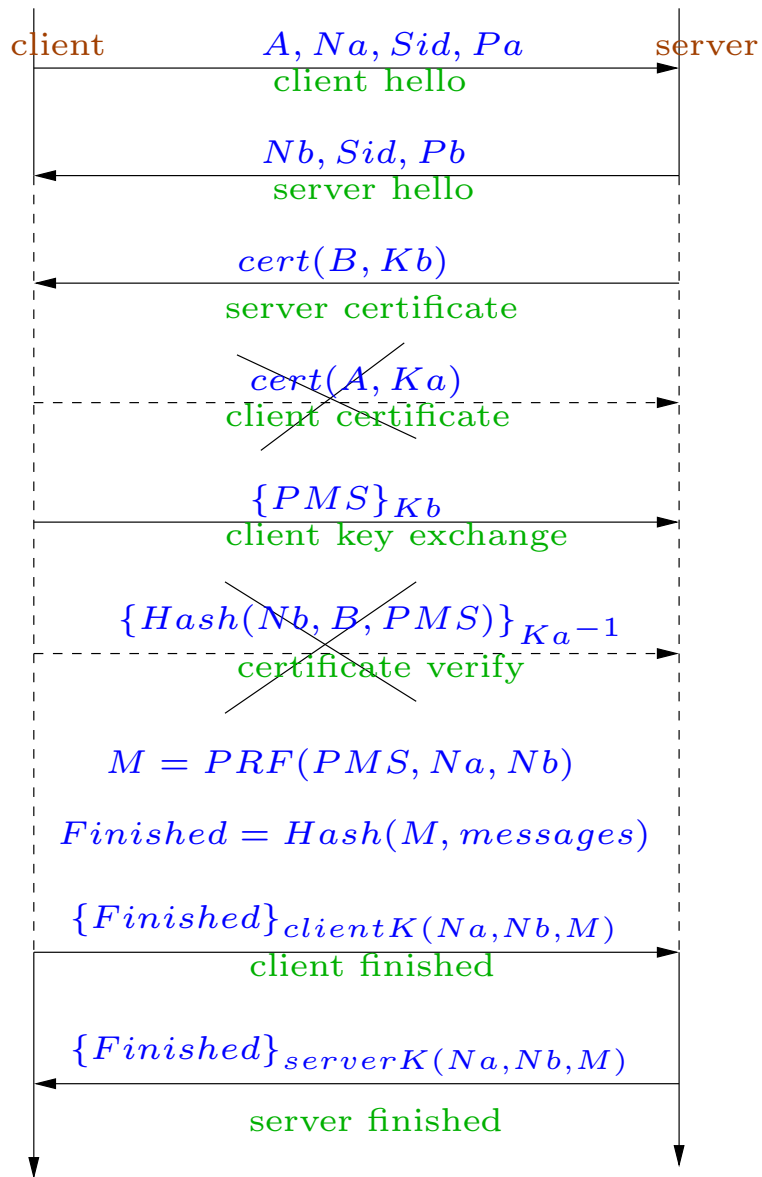 client
A, Na, Sid, Pa
server
client hello
Nb, Sid, Pb
server hello
cert(B, Kb)
server certificate
cert(A, Ka)
client certificate
{PMS}Kb
client key exchange
{Hash(Nb, B, PMS)}Ka−1
certificate verify
M = PRF(PMS, Na, Nb)
Finished = Hash(M, messages)
{Finished}clientK(Na,Nb,M)
client finished
{Finished}serverK(Na,Nb,M)
server finished